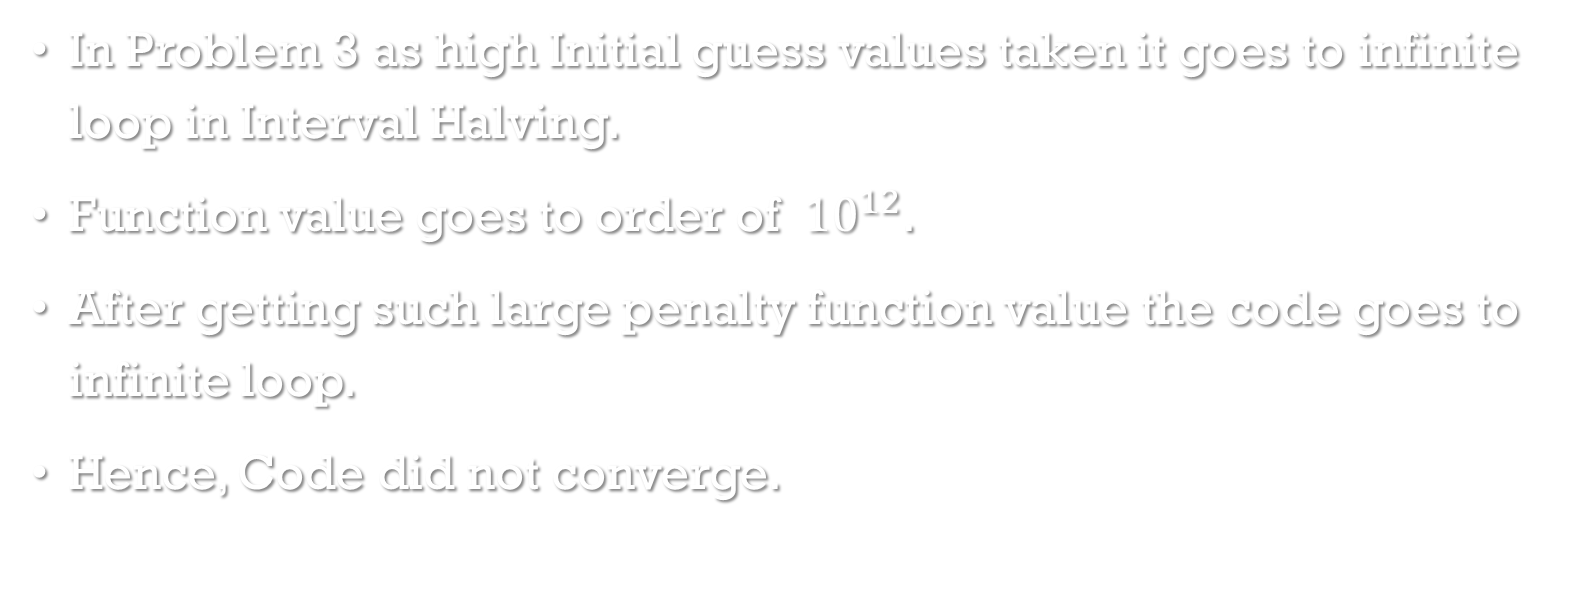 • In Problem 3 as high Initial guess values taken it goes to infinite
loop in Interval Halving.
• Function value goes to order of 10¹².
• After getting such large penalty function value the code goes to
infinite loop.
• Hence, Code did not converge.